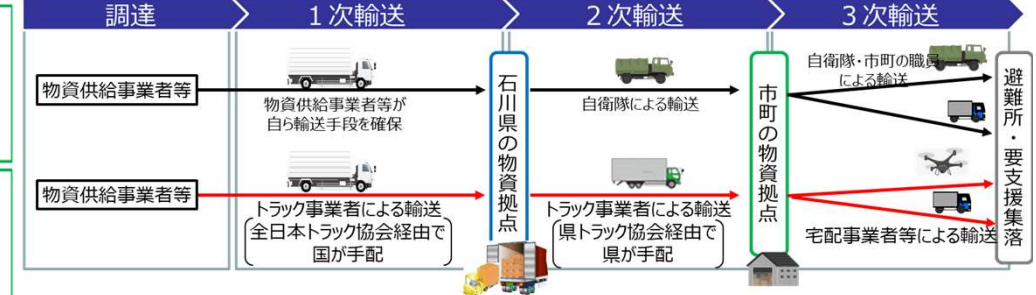 調達
1次輸送
2次輸送
3次輸送
物資供給事業者等
物資供給事業者等が
自ら輸送手段を確保
石川県の物資拠点
自衛隊による輸送
市町の物資拠点
自衛隊・市町の職員
による輸送
避難所・要支援集落
物資供給事業者等
トラック事業者による輸送
全日本トラック協会経由で
国が手配
トラック事業者による輸送
県トラック協会経由で
県が手配
宅配事業者等による輸送